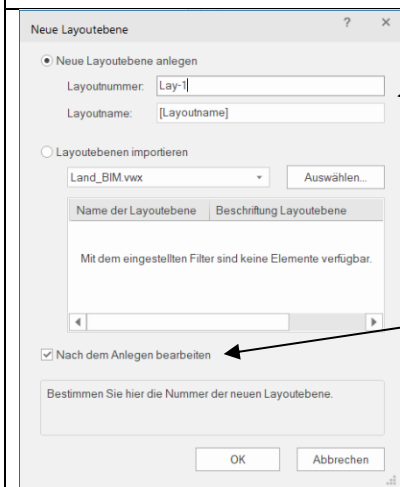 Neue Layoutebene ? ×
Neue Layoutebene anlegen
Layoutnummer: Lay-1
Layoutname: [Layoutname]
Layoutebenen importieren
Land_BIM.vwx Auswählen...
Name der Layoutebene Beschriftung Layoutebene
Mit dem eingestellten Filter sind keine Elemente verfügbar.
Nach dem Anlegen bearbeiten
Bestimmen Sie hier die Nummer der neuen Layoutebene.
OK Abbrechen